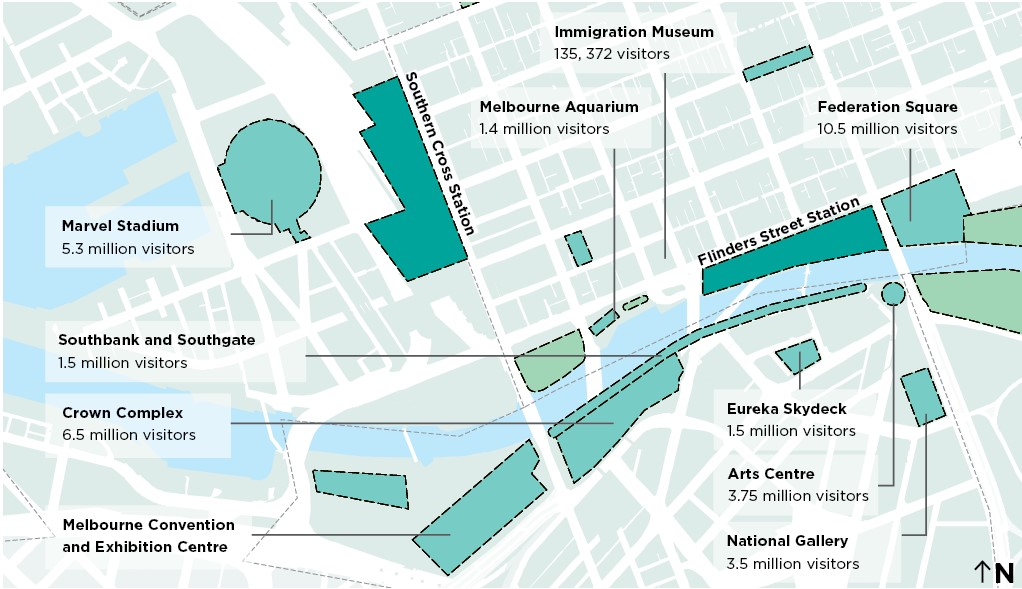 Immigration Museum
135, 372 visitors
Melbourne Aquarium
1.4 million visitors
Federation Square
10.5 million visitors
Southern Cross Station
Marvel Stadium
5.3 million visitors
Flinders Street Station
Southbank and Southgate
1.5 million visitors
Crown Complex
6.5 million visitors
Eureka Skydeck
1.5 million visitors
Arts Centre
3.75 million visitors
Melbourne Convention
and Exhibition Centre
National Gallery
3.5 million visitors
N